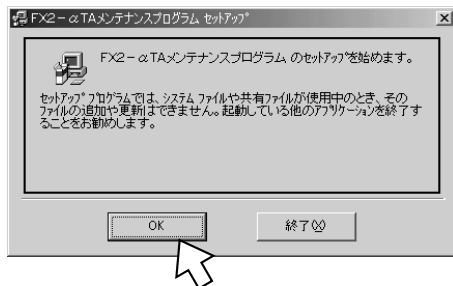 FX2－αTAメンテナンスプログラム セットアップ
FX2－αTAメンテナンスプログラム のセットアップを始めます。
セットアップ プログラムでは、システム ファイルや共有ファイルが使用中のとき、その
ファイルの追加や更新はできません。起動している他のアプリケーションを終了す
ることをお勧めします。
OK
終了(X)